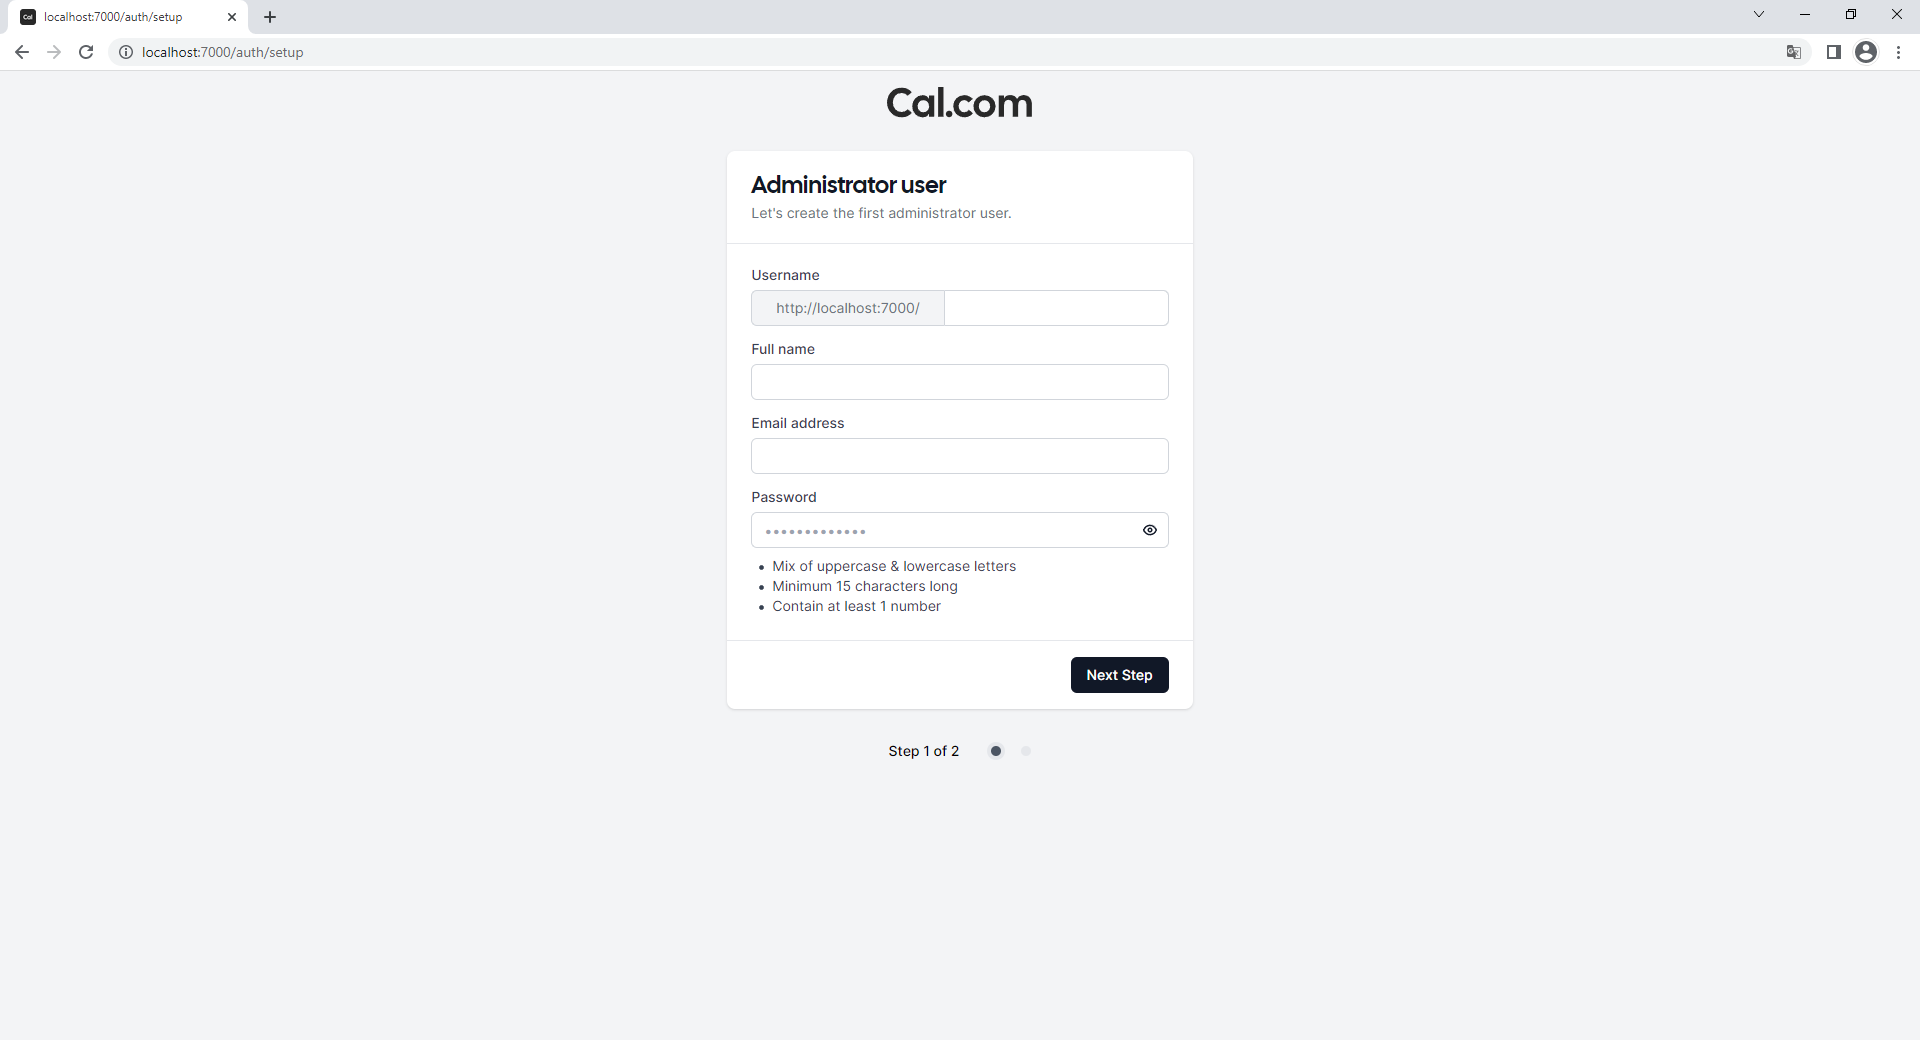 Cal localhost:7000/auth/setup
localhost:7000/auth/setup
Cal.com
Administrator user
Let's create the first administrator user.
Username
http://localhost:7000/
Full name
Email address
Password
• Mix of uppercase & lowercase letters
• Minimum 15 characters long
• Contain at least 1 number
Next Step
Step 1 of 2